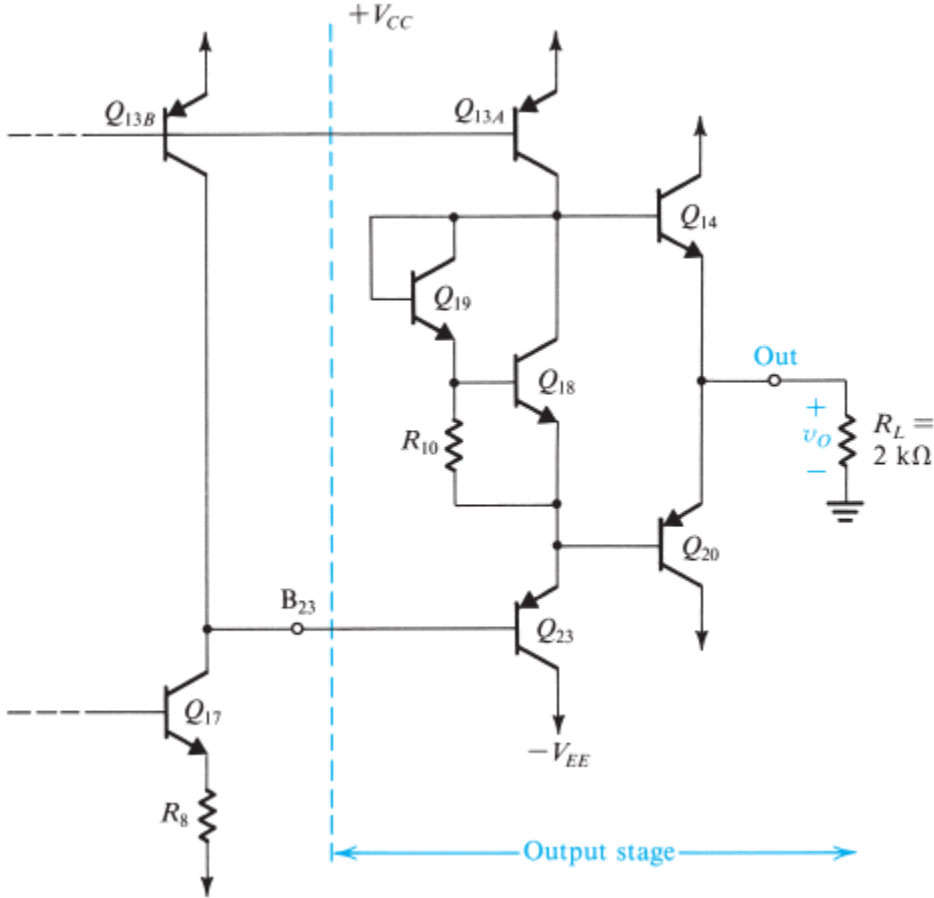 +V_CC
Q_13B
Q_13A
Q_14
Q_19
Q_18
Out
R_10
+
v_O
−
R_L =
2 kΩ
Q_20
B_23
Q_23
Q_17
−V_EE
R_8
Output stage